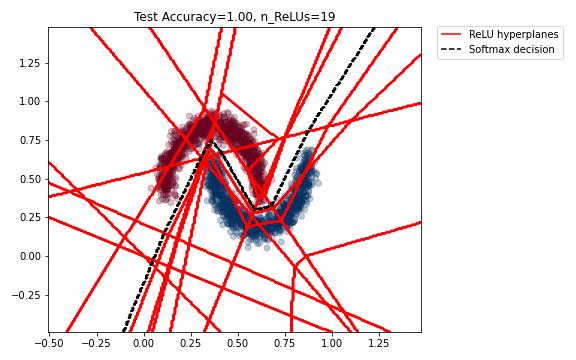 Test Accuracy=1.00, n_ReLUs=19
ReLU hyperplanes
Softmax decision
1.25
1.00
0.75
0.50
0.25
0.00
−0.25
−0.50 −0.25 0.00 0.25 0.50 0.75 1.00 1.25